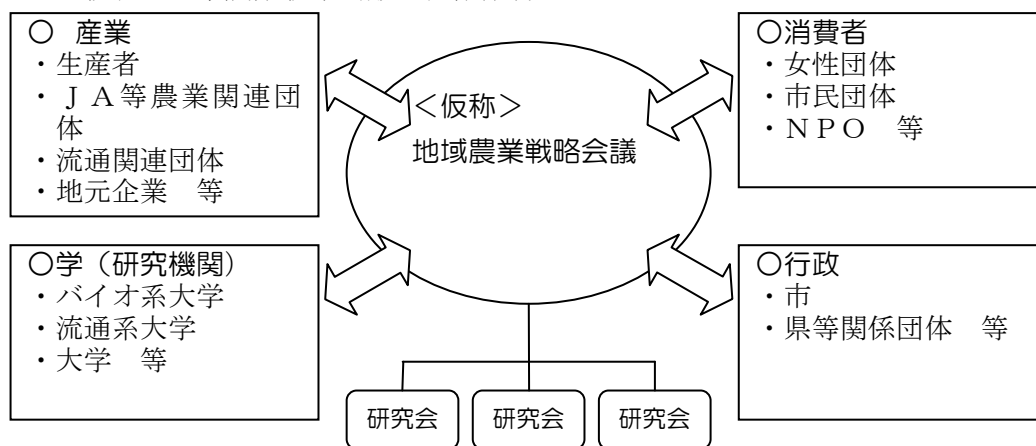 ○ 産業
・生産者
・ＪＡ等農業関連団
体
・流通関連団体
・地元企業　等
＜仮称＞
地域農業戦略会議
○消費者
・女性団体
・市民団体
・ＮＰＯ　等
○学（研究機関）
・バイオ系大学
・流通系大学
・大学　等
○行政
・市
・県等関係団体　等
研究会
研究会
研究会